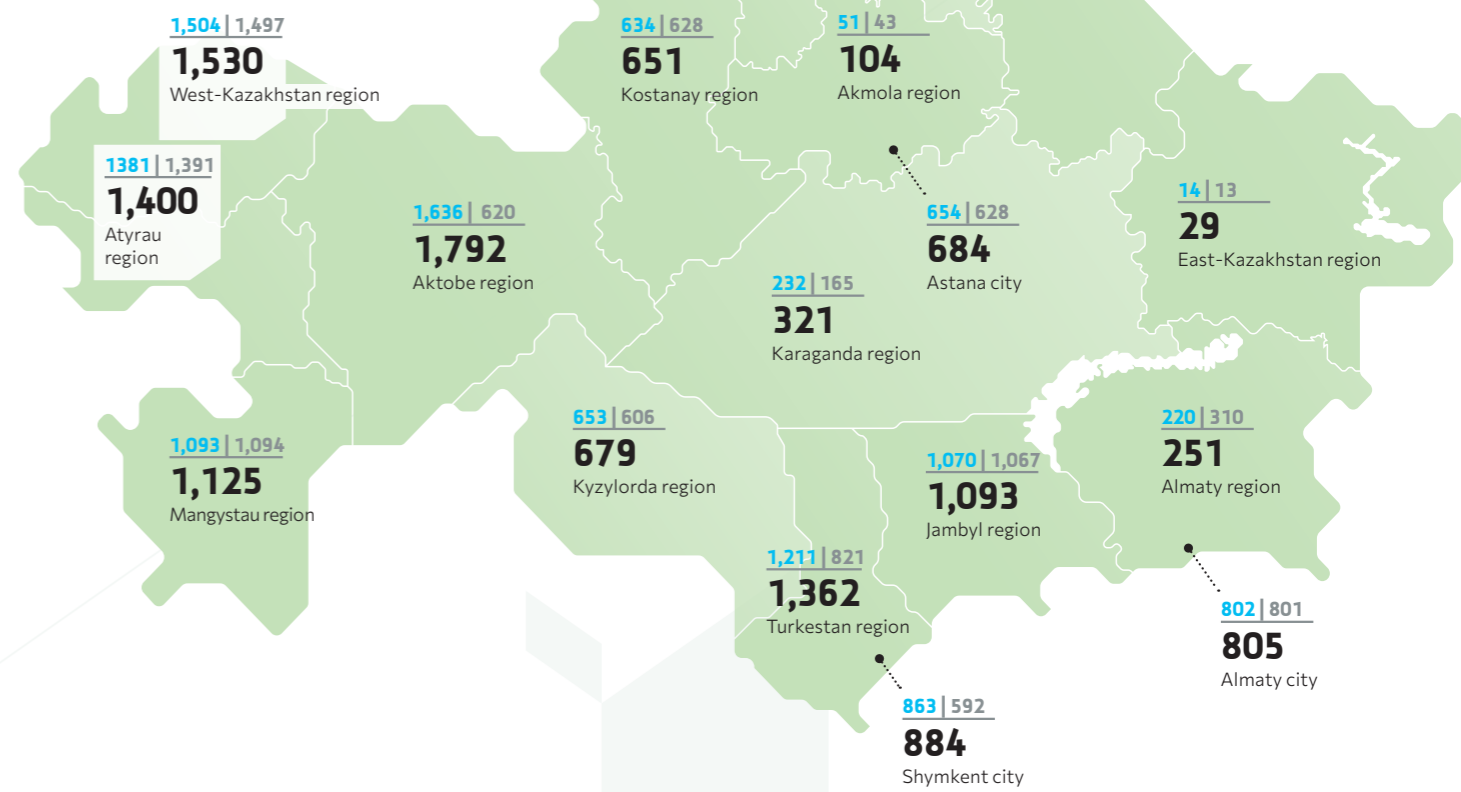 1,504 | 1,497
1,530
West-Kazakhstan region
634 | 628
651
Kostanay region
51 | 43
104
Akmola region
1381 | 1,391
1,400
Atyrau
region
1,636 | 620
1,792
Aktobe region
654 | 628
684
Astana city
14 | 13
29
East-Kazakhstan region
232 | 165
321
Karaganda region
1,093 | 1,094
1,125
Mangystau region
653 | 606
679
Kyzylorda region
1,070 | 1,067
1,093
Jambyl region
220 | 310
251
Almaty region
1,211 | 821
1,362
Turkestan region
802 | 801
805
Almaty city
863 | 592
884
Shymkent city